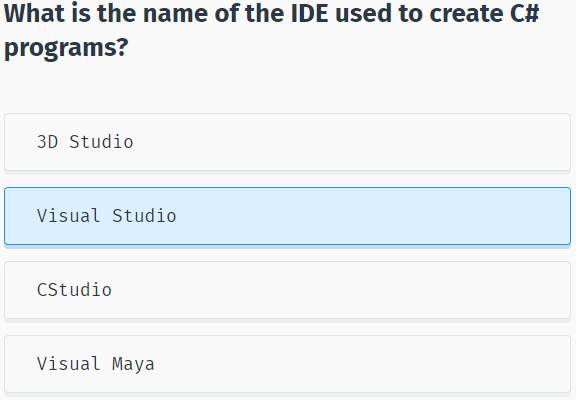 What is the name of the IDE used to create C#
programs?
3D Studio
Visual Studio
CStudio
Visual Maya